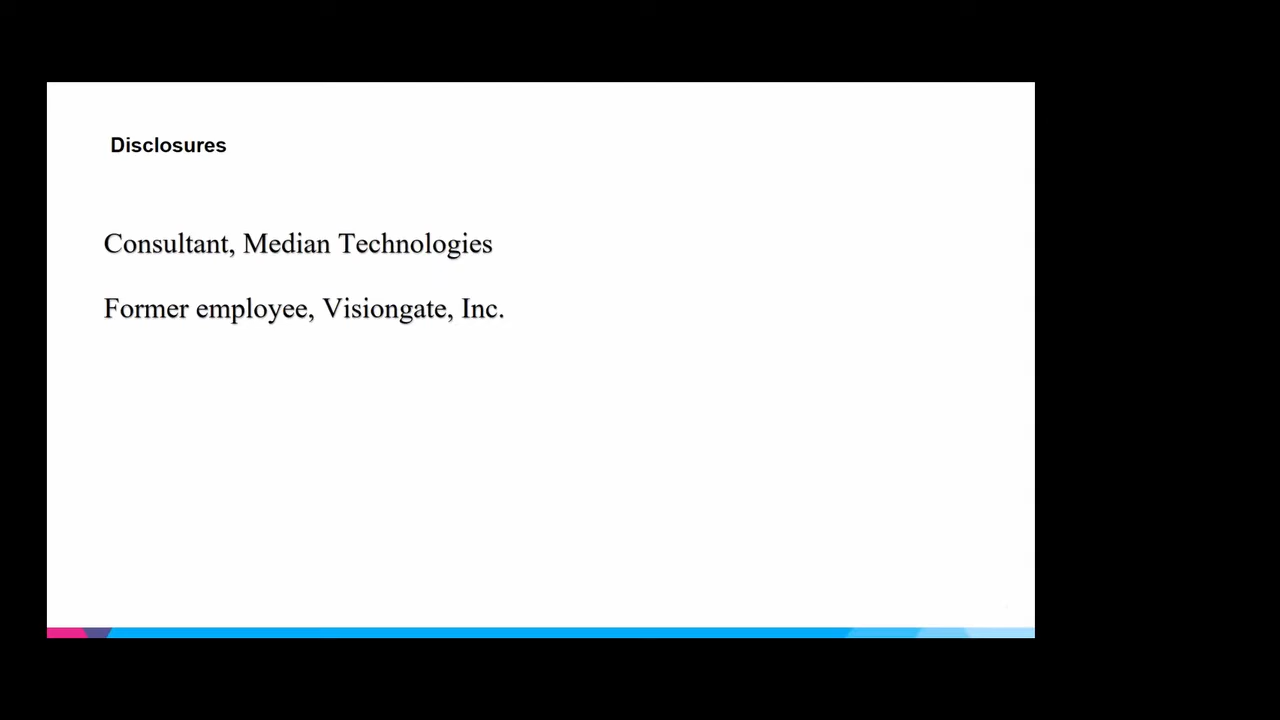 Disclosures
Consultant, Median Technologies
Former employee, Visiongate, Inc.